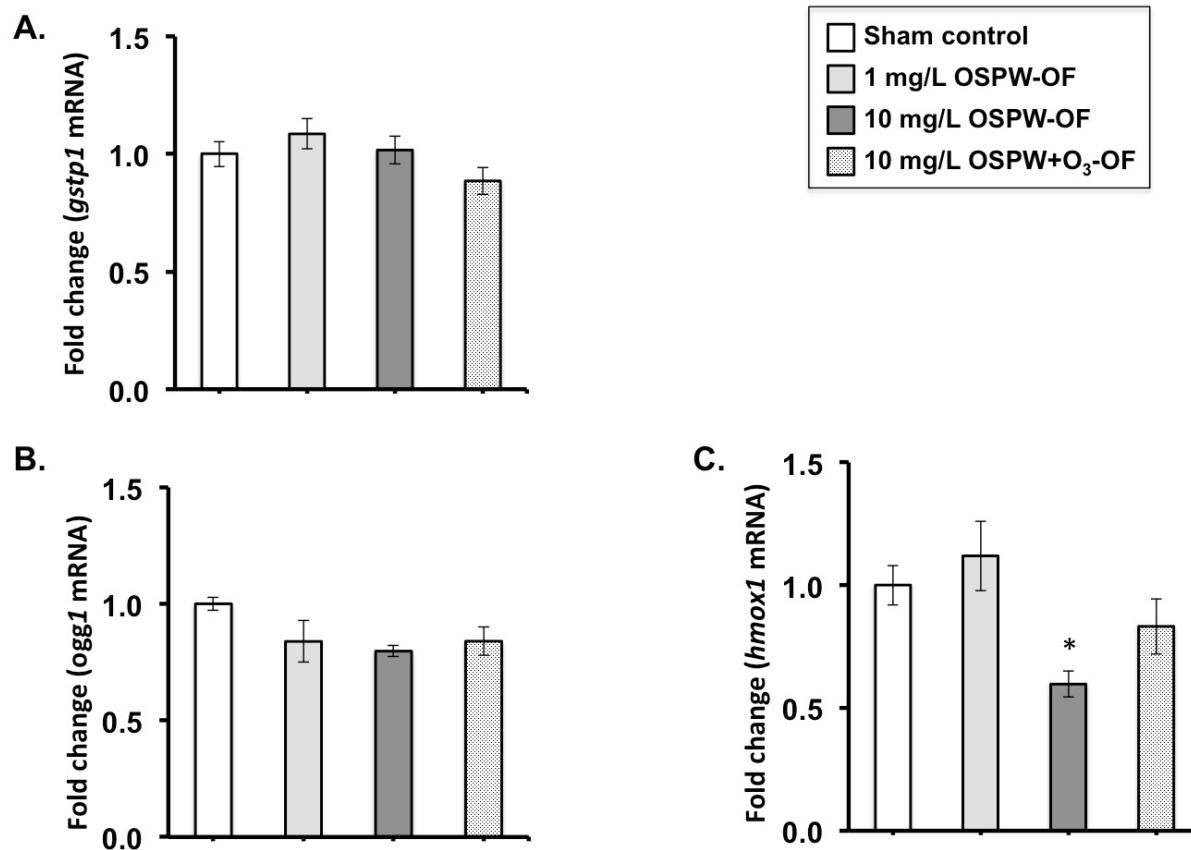 A.
Fold change (gstp1 mRNA)
1.5
1.0
0.5
0.0
Sham control
1 mg/L OSPW-OF
10 mg/L OSPW-OF
10 mg/L OSPW+O₃-OF
B.
Fold change (ogg1 mRNA)
1.5
1.0
0.5
0.0
C.
Fold change (hmox1 mRNA)
1.5
1.0
0.5
0.0
*